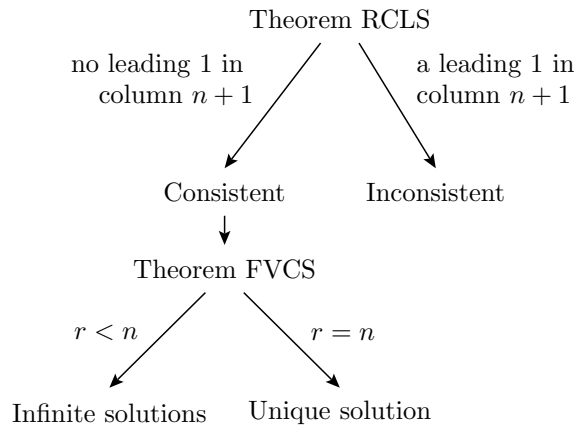 Theorem RCLS
no leading 1 in
column n + 1
a leading 1 in
column n + 1
Consistent
Inconsistent
Theorem FVCS
r < n
r = n
Infinite solutions
Unique solution